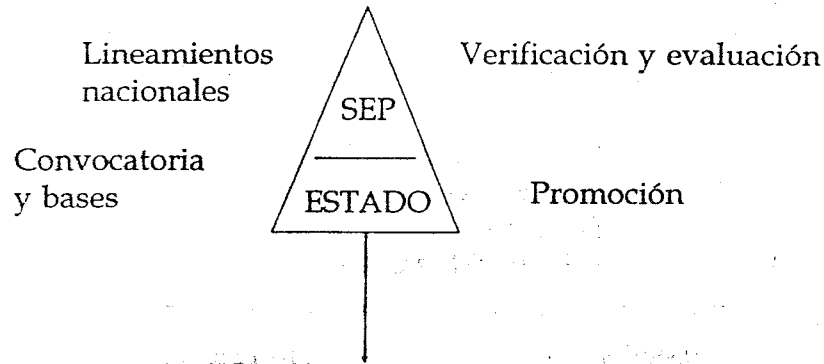 Lineamientos
nacionales
Verificación y evaluación
SEP
Convocatoria
y bases
ESTADO
Promoción